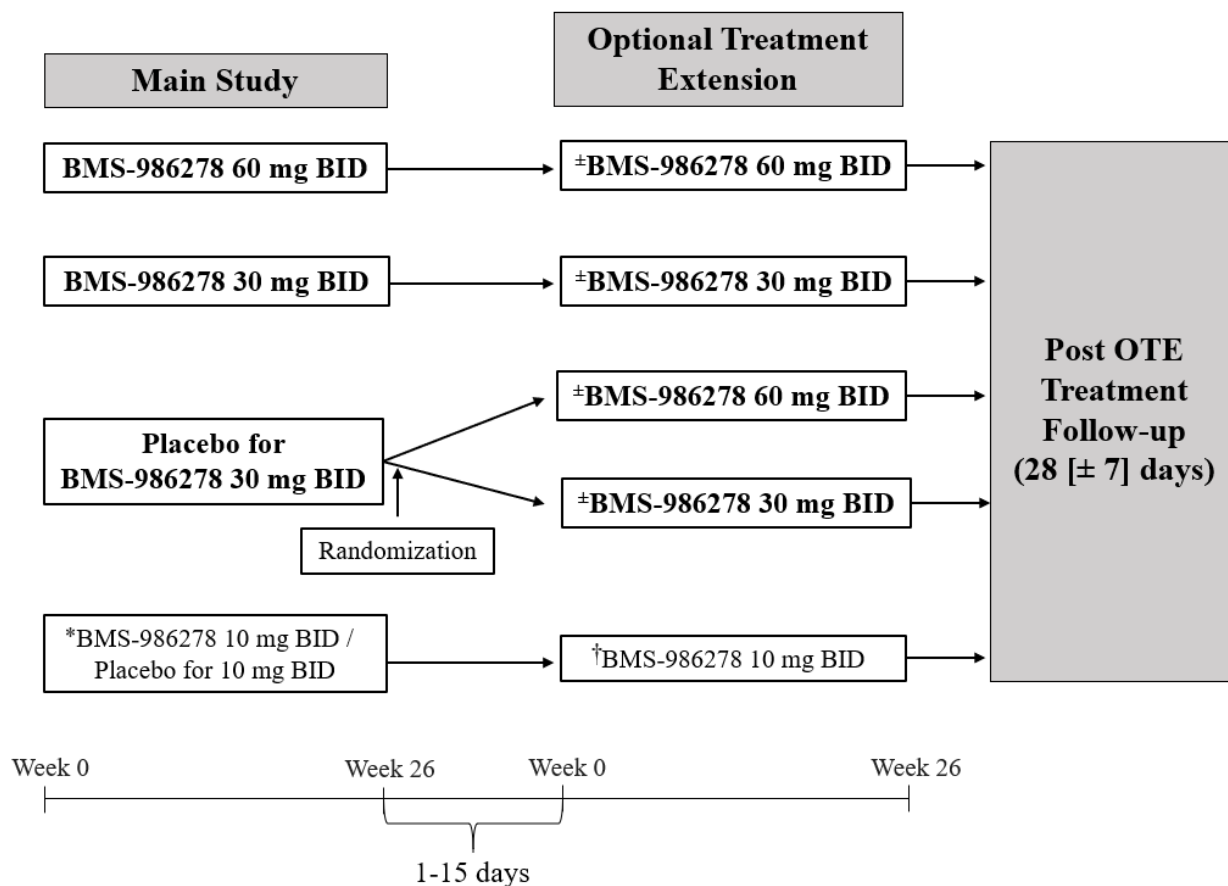 Main Study
Optional Treatment
Extension
BMS-986278 60 mg BID
±BMS-986278 60 mg BID
BMS-986278 30 mg BID
±BMS-986278 30 mg BID
Placebo for
BMS-986278 30 mg BID
Randomization
±BMS-986278 60 mg BID
±BMS-986278 30 mg BID
*BMS-986278 10 mg BID /
Placebo for 10 mg BID
†BMS-986278 10 mg BID
Post OTE
Treatment
Follow-up
(28 [± 7] days)
Week 0
Week 26
Week 0
Week 26
1-15 days